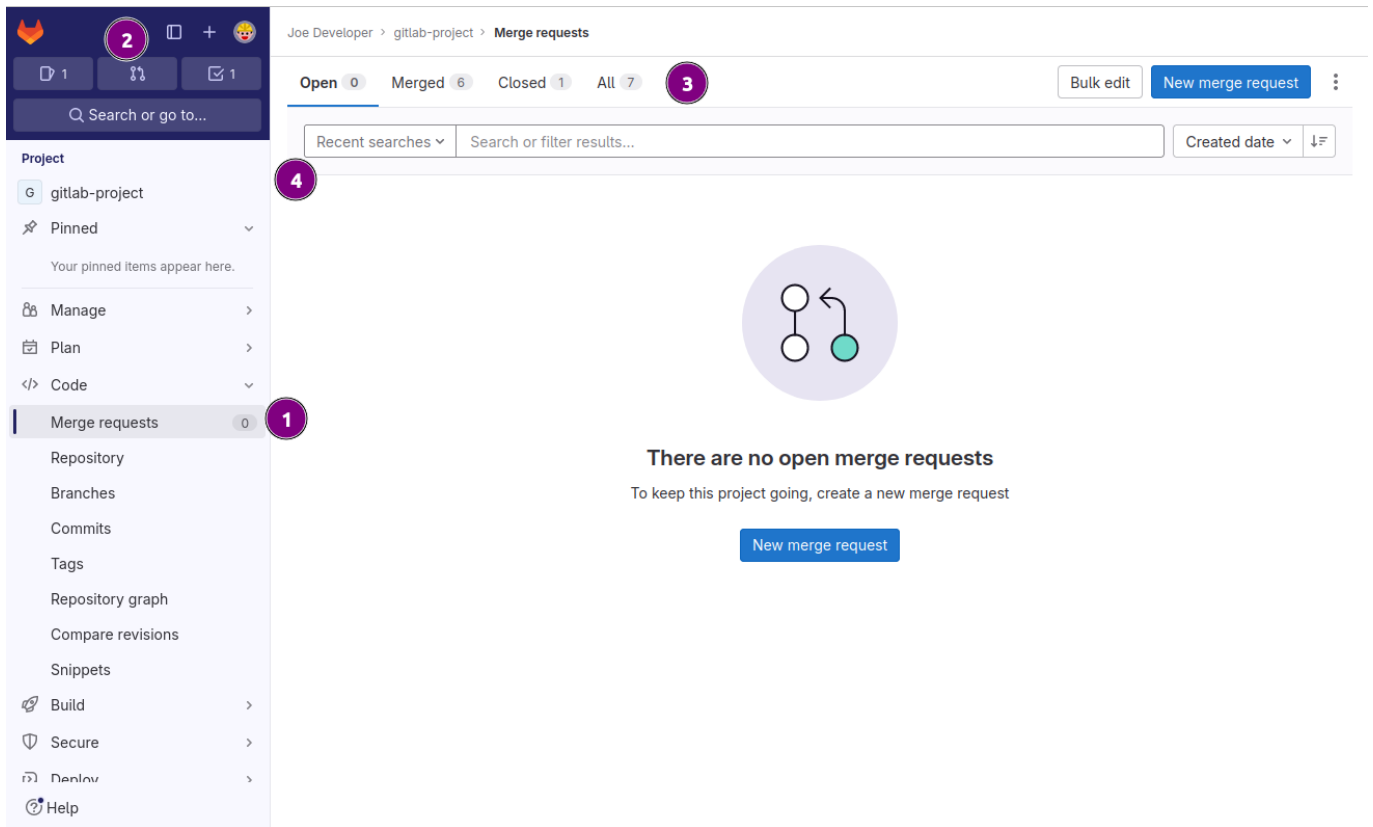 2
1
1
Search or go to...
Project
G gitlab-project
Pinned
Your pinned items appear here.
Manage
Plan
Code
Merge requests 0
1
Repository
Branches
Commits
Tags
Repository graph
Compare revisions
Snippets
Build
Secure
Deploy
Help
Joe Developer > gitlab-project > Merge requests
Open 0 Merged 6 Closed 1 All 7 3 Bulk edit New merge request
Recent searches Search or filter results... Created date
4
There are no open merge requests
To keep this project going, create a new merge request
New merge request